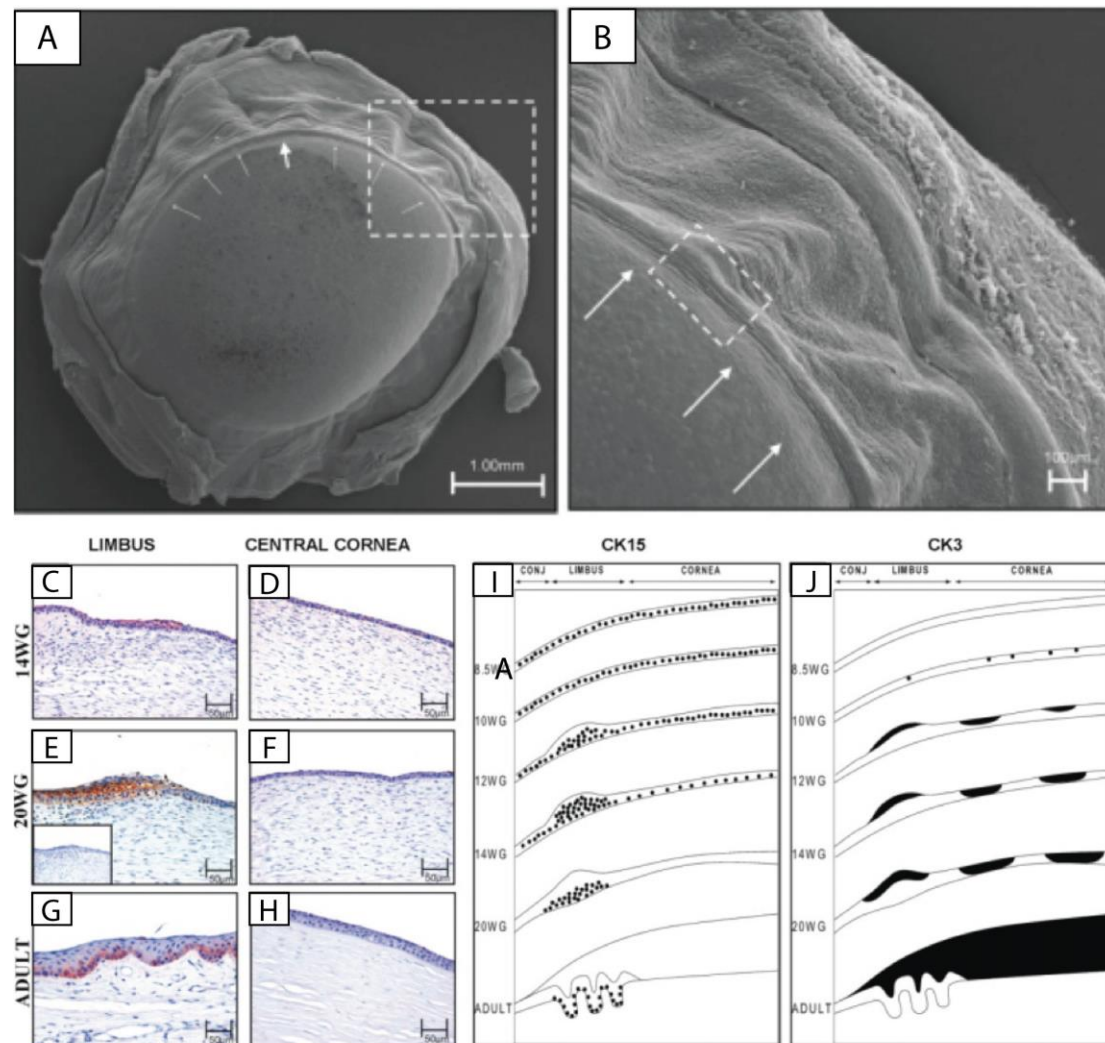 A
B
1.00mm
100µm
LIMBUS
CENTRAL CORNEA
CK15
CK3
C
D
I
J
CONJ
LIMBUS
CORNEA
CONJ
LIMBUS
CORNEA
14WG
50µm
50µm
A
8.5WG
8.5WG
10WG
10WG
E
F
20WG
50µm
50µm
12WG
12WG
14WG
14WG
G
H
20WG
20WG
ADULT
50µm
50µm
ADULT
ADULT